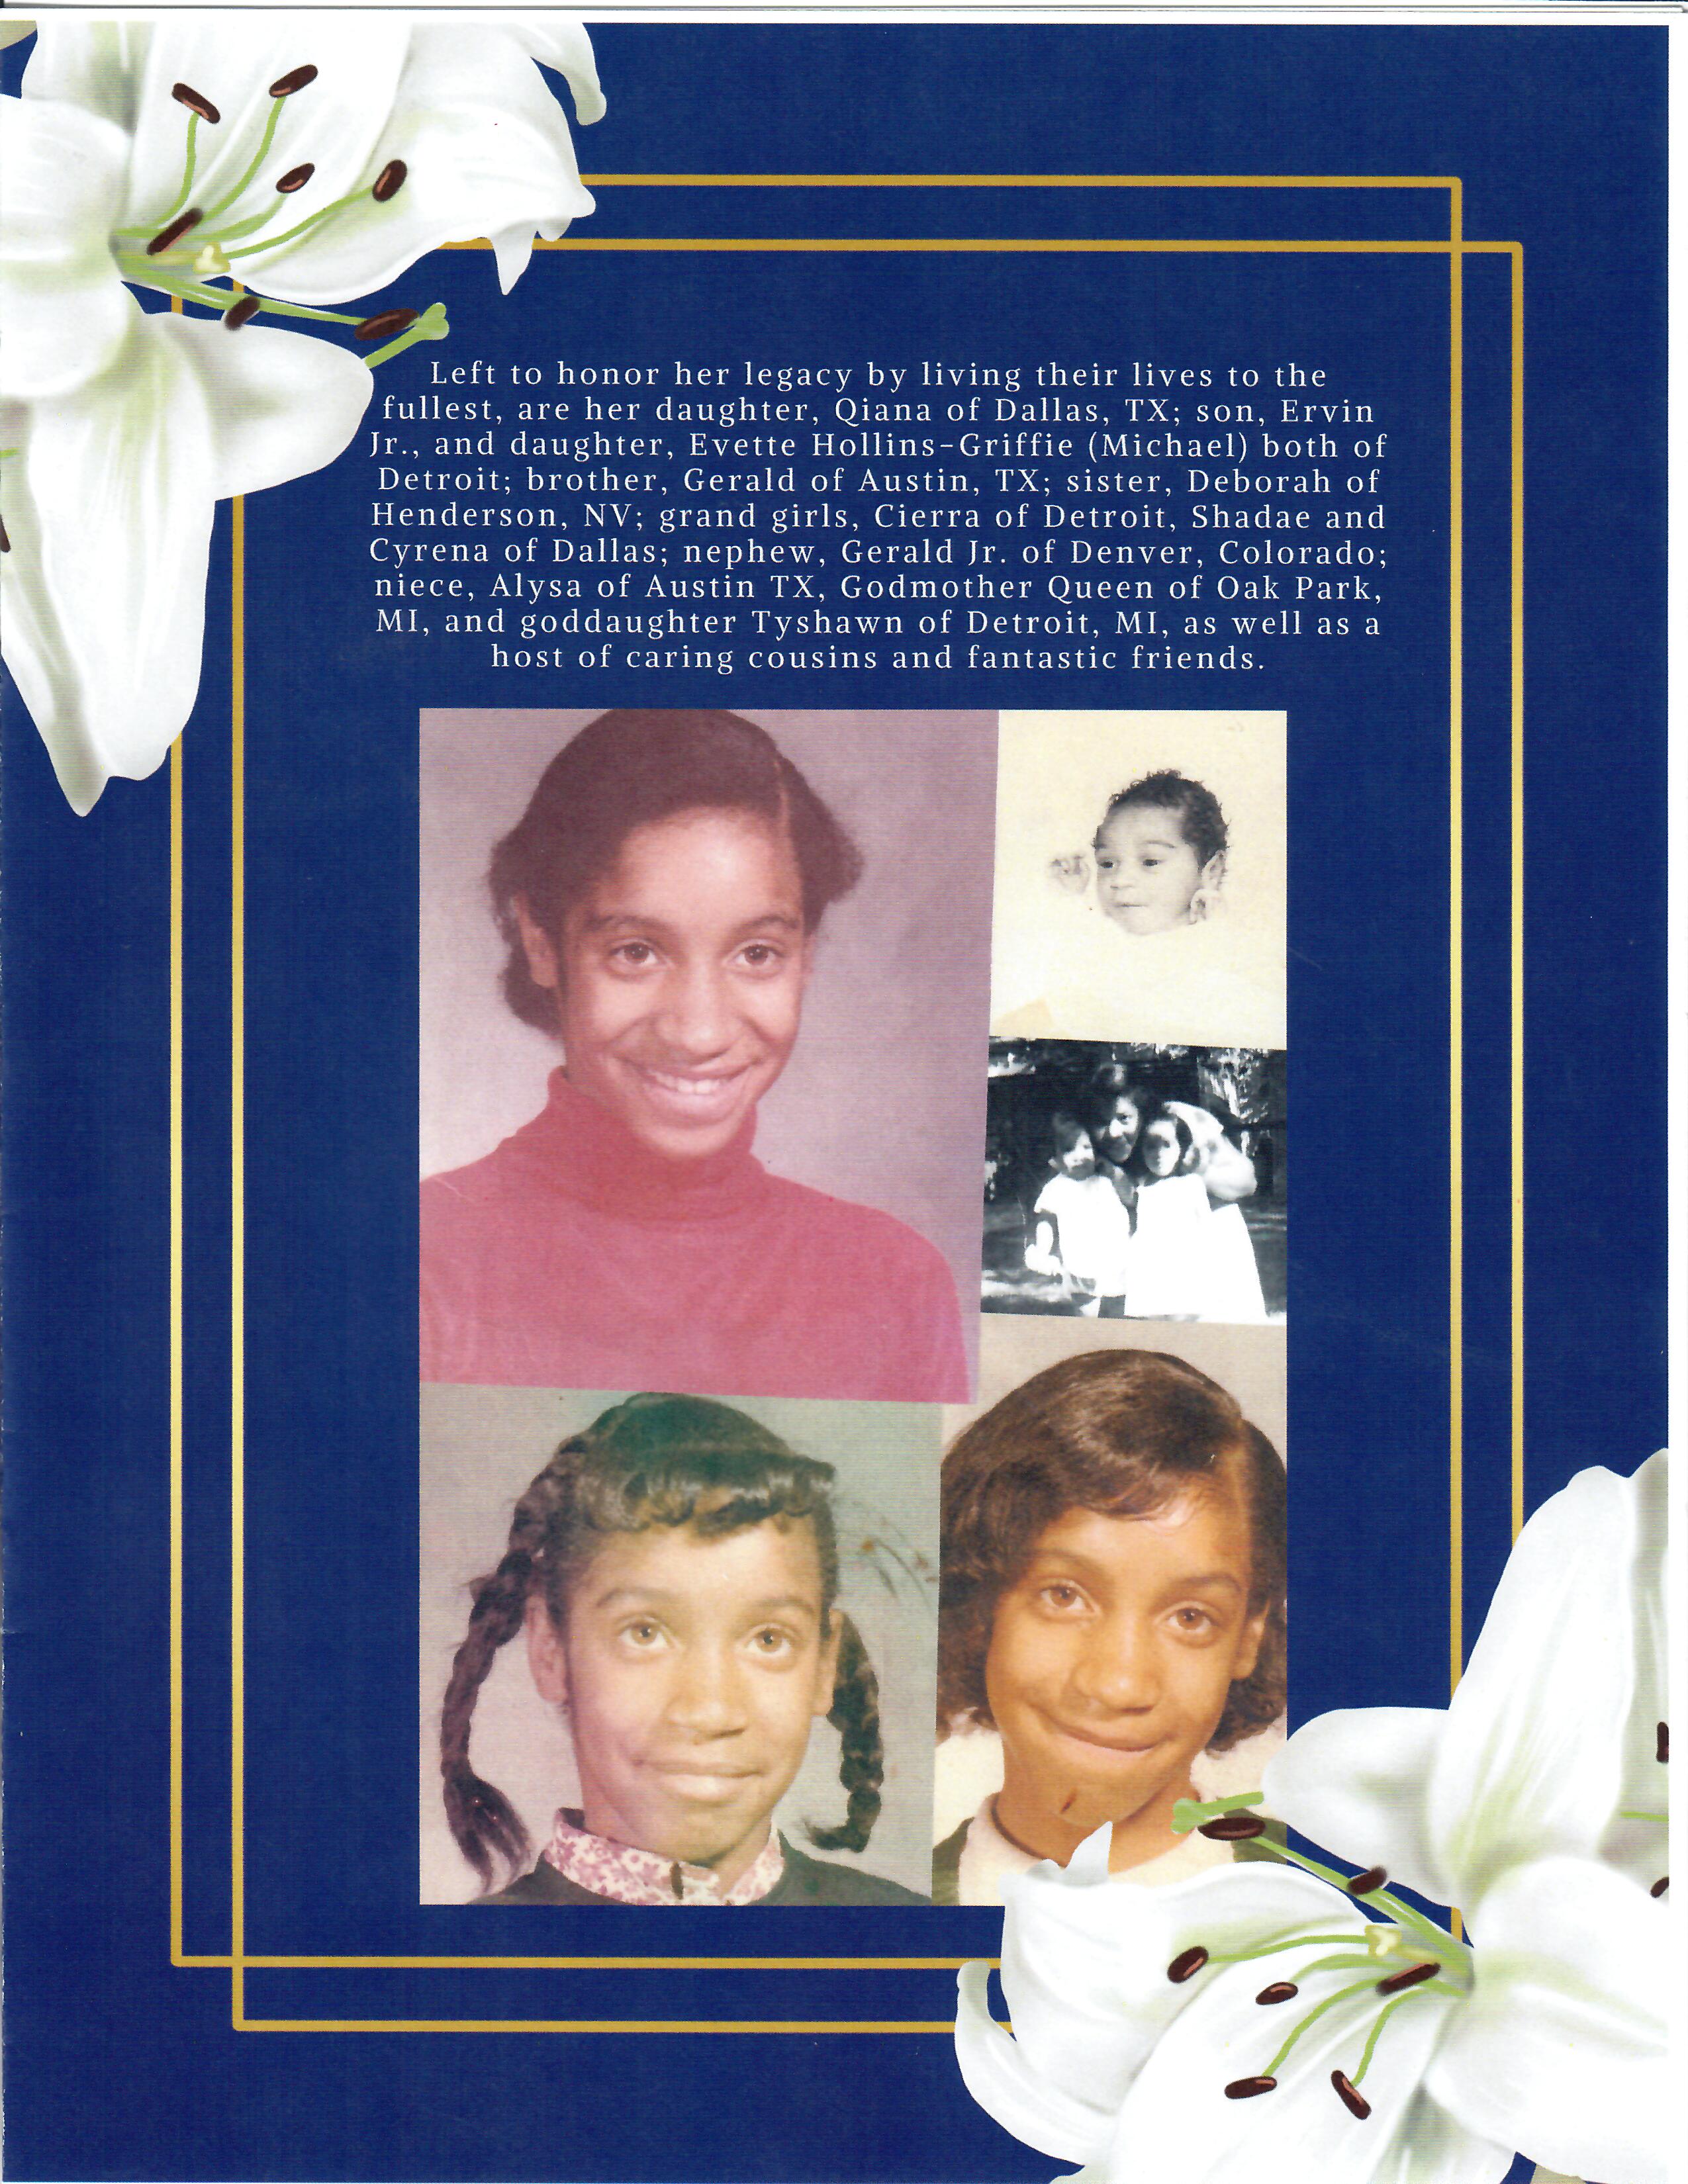 Left to honor her legacy by living their lives to the
fullest, are her daughter, Qiana of Dallas, TX; son, Ervin
Jr., and daughter, Evette Hollins-Griffie (Michael) both of
Detroit; brother, Gerald of Austin, TX; sister, Deborah of
Henderson, NV; grand girls, Cierra of Detroit, Shadae and
Cyrena of Dallas; nephew, Gerald Jr. of Denver, Colorado;
niece, Alysa of Austin TX, Godmother Queen of Oak Park,
MI, and goddaughter Tyshawn of Detroit, MI, as well as a
host of caring cousins and fantastic friends.